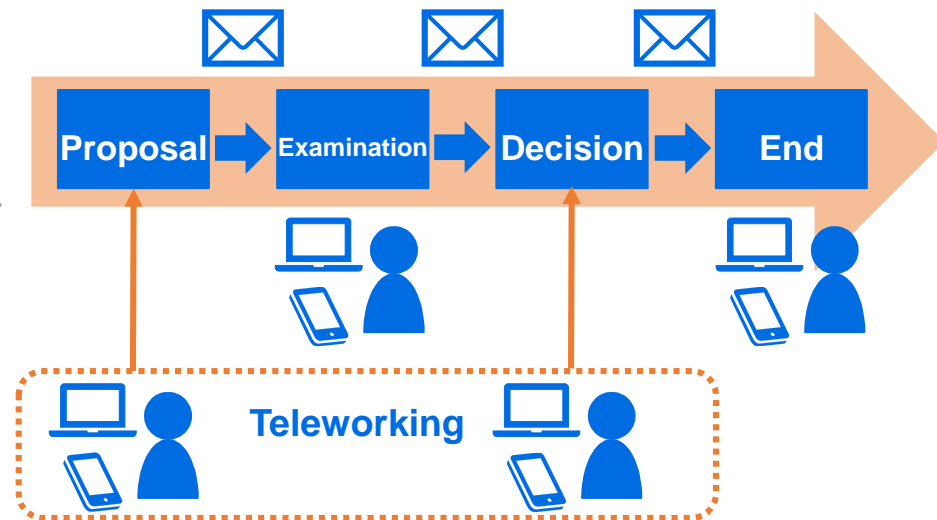 Proposal
Examination
Decision
End
Teleworking